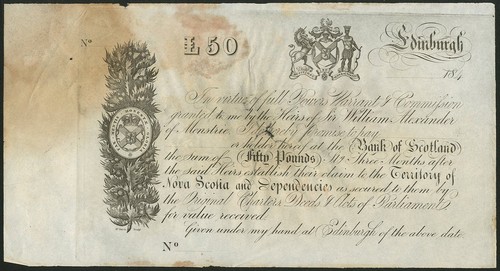 No £50 Edinburgh
184
In virtue of full Powers Warrant & Commission
granted to me by the Heirs of Sir William Alexander
of Menstrie, I hereby promise to pay
or holder hereof at the (Bank of Scotland)
the sum of (Fifty Pounds) Stg Three Months after
the said Heirs establish their claim to the Territory of
Nova Scotia and Dependencies as secured to them by
the Original Charters, Deeds & Acts of Parliament
for value received
Given under my hand at Edinburgh of the above date.
No